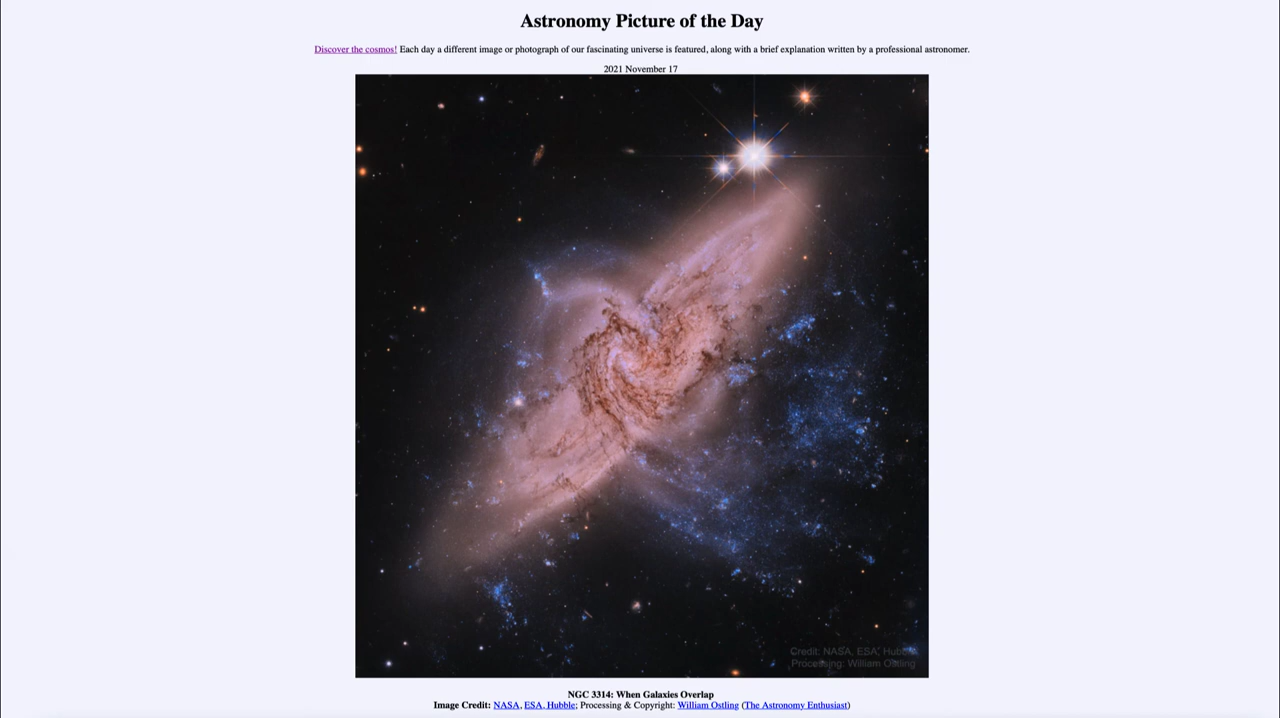 Astronomy Picture of the Day
Discover the cosmos! Each day a different image or photograph of our fascinating universe is featured, along with a brief explanation written by a professional astronomer.
2021 November 17
Credit: NASA, ESA, Hubble
Processing: William Ostling
NGC 3314: When Galaxies Overlap
Image Credit: NASA, ESA, Hubble; Processing & Copyright: William Ostling (The Astronomy Enthusiast)